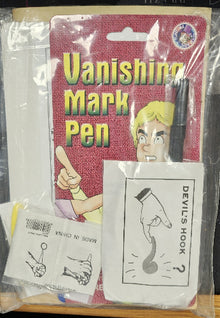 Vanishing
Mark
Pen
DEVIL'S HOOK
?
MADE IN CHINA